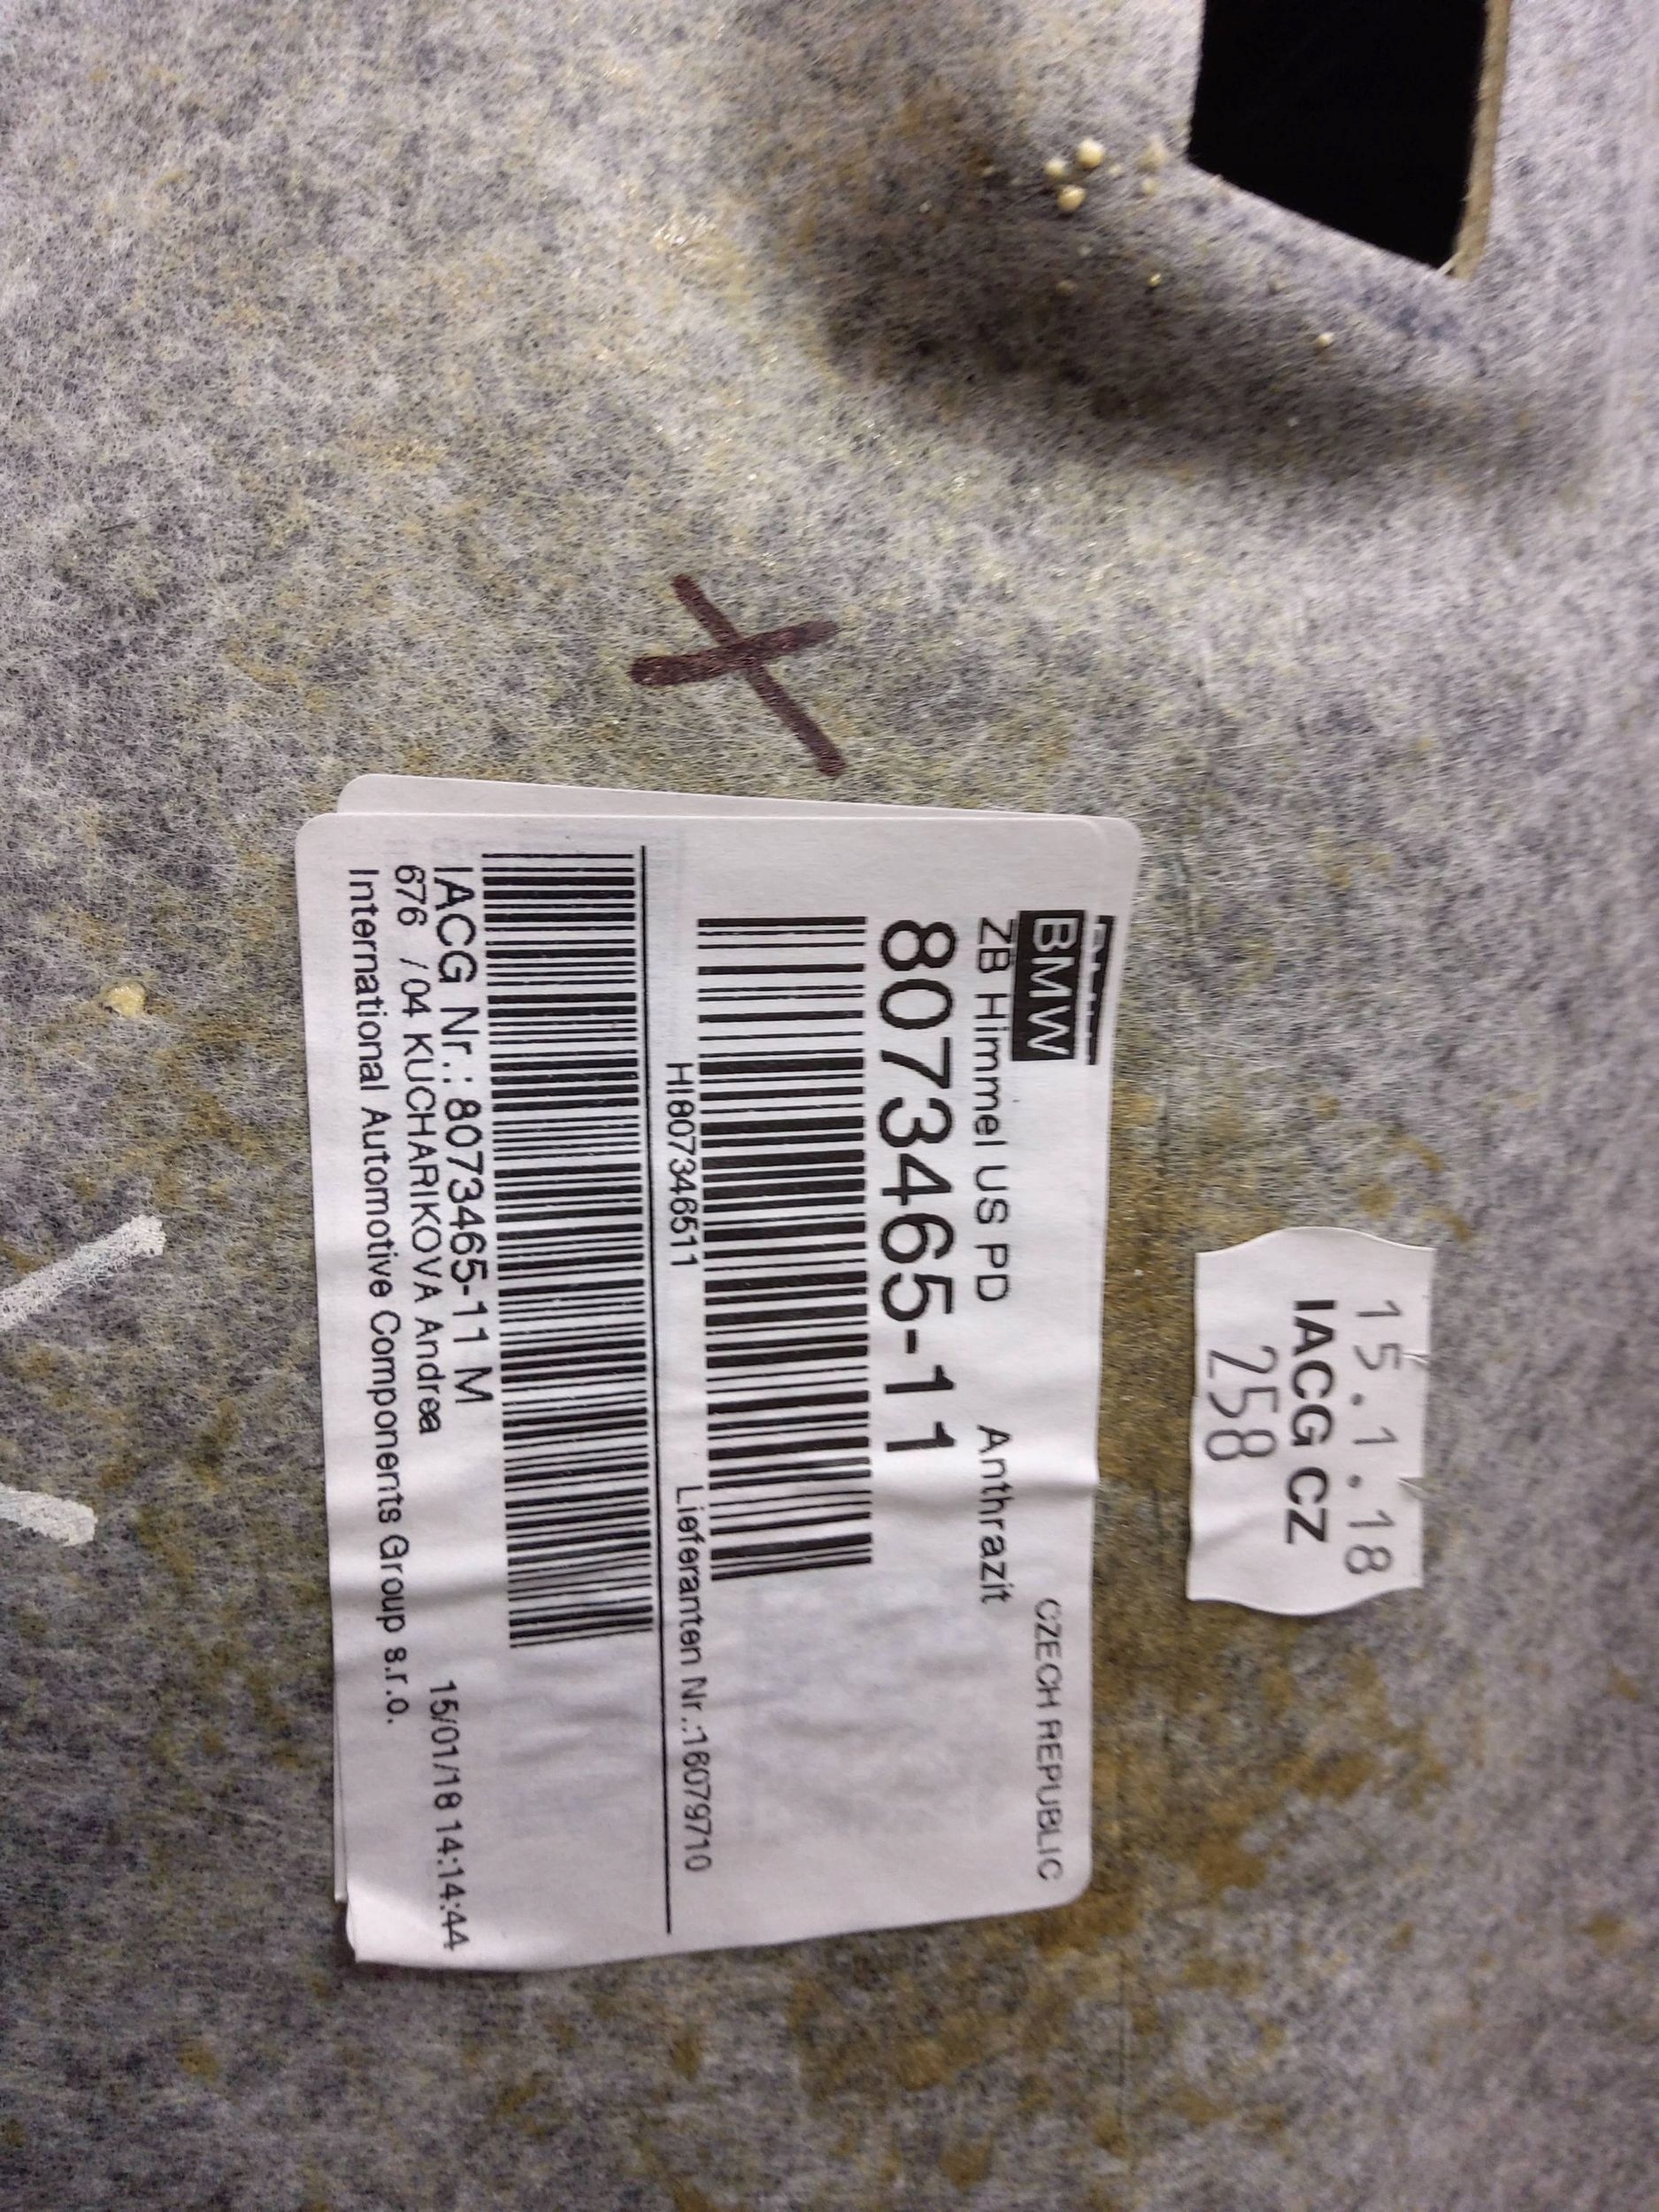 BMW
CZECH REPUBLIC
ZB Himmel US PD Anthrazit
8073465-11
HI807346511 Lieferanten Nr.:16079710
IACG Nr.: 8073465-11 M
676 /04 KUCHARIKOVA Andrea 15/01/18 14:14:44
International Automotive Components Group s.r.o.
15.1.18
IACG CZ
258